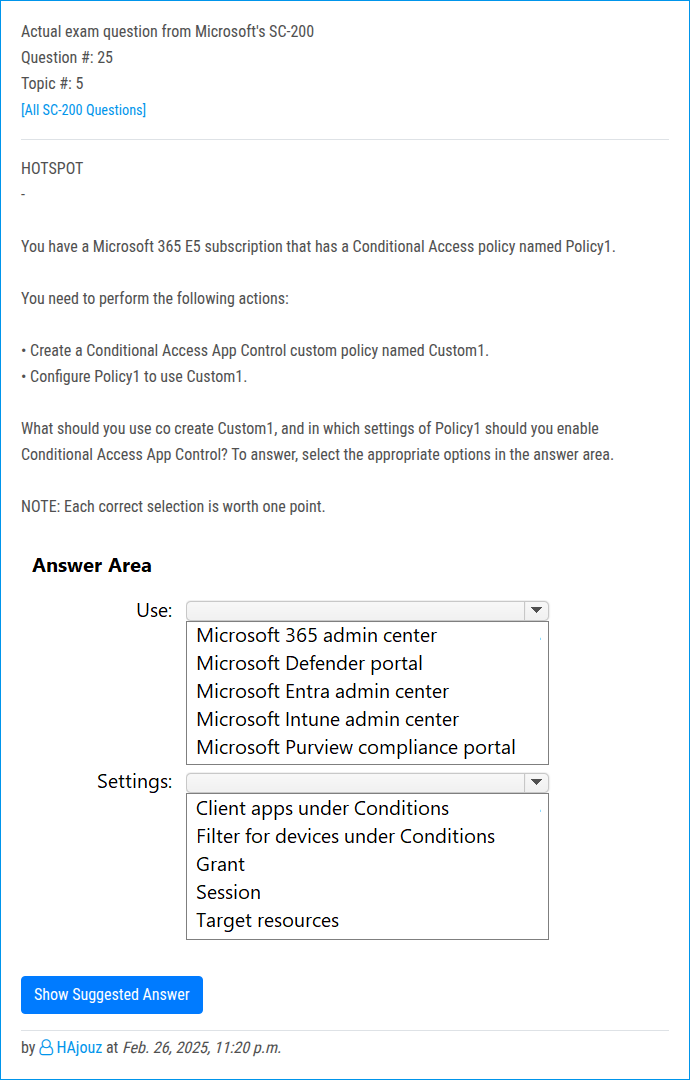 Actual exam question from Microsoft's SC-200
Question #: 25
Topic #: 5
[All SC-200 Questions]
HOTSPOT
-
You have a Microsoft 365 E5 subscription that has a Conditional Access policy named Policy1.
You need to perform the following actions:
• Create a Conditional Access App Control custom policy named Custom1.
• Configure Policy1 to use Custom1.
What should you use co create Custom1, and in which settings of Policy1 should you enable
Conditional Access App Control? To answer, select the appropriate options in the answer area.
NOTE: Each correct selection is worth one point.
Answer Area
Use:
Microsoft 365 admin center
Microsoft Defender portal
Microsoft Entra admin center
Microsoft Intune admin center
Microsoft Purview compliance portal
Settings:
Client apps under Conditions
Filter for devices under Conditions
Grant
Session
Target resources
Show Suggested Answer
by HAjouz at Feb. 26, 2025, 11:20 p.m.